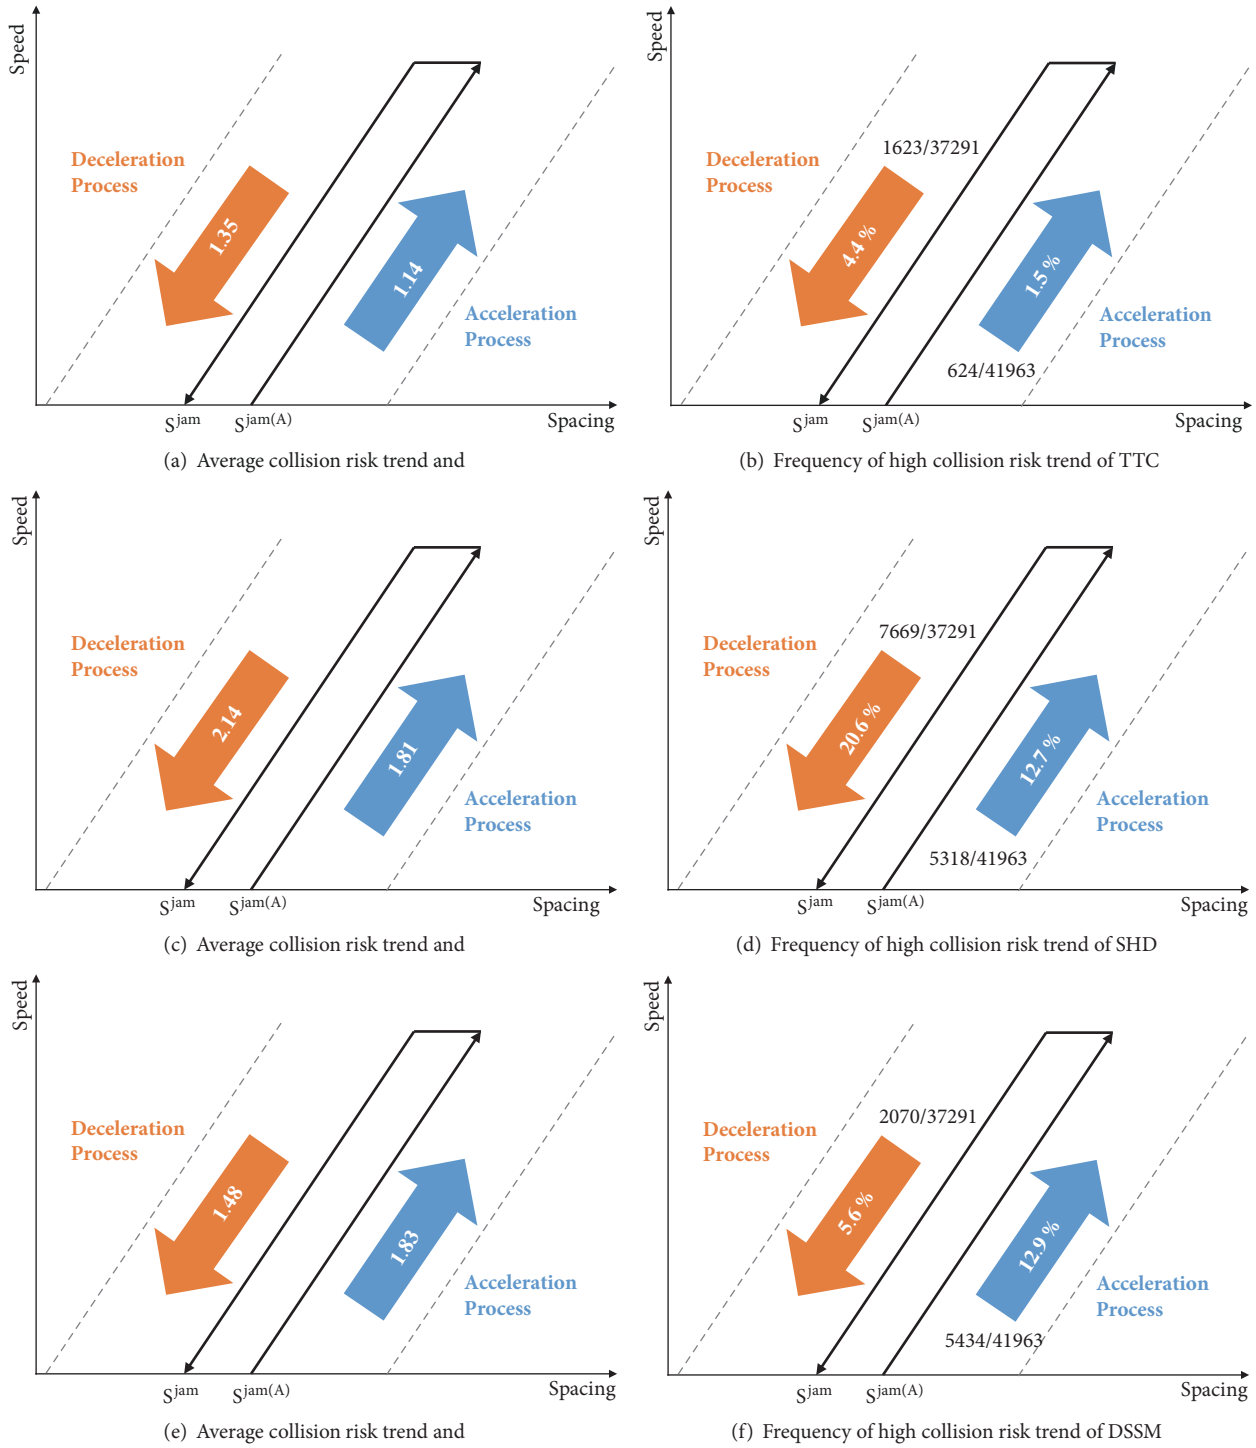 Speed
Deceleration
Process
1.35
1.14
Acceleration
Process
S^jam
S^jam(A)
Spacing
(a) Average collision risk trend and
Speed
Deceleration
Process
1623/37291
4.4 %
1.5 %
624/41963
Acceleration
Process
S^jam
S^jam(A)
Spacing
(b) Frequency of high collision risk trend of TTC
Speed
Deceleration
Process
2.14
1.81
Acceleration
Process
S^jam
S^jam(A)
Spacing
(c) Average collision risk trend and
Speed
Deceleration
Process
7669/37291
20.6 %
12.7 %
5318/41963
Acceleration
Process
S^jam
S^jam(A)
Spacing
(d) Frequency of high collision risk trend of SHD
Speed
Deceleration
Process
1.48
1.83
Acceleration
Process
S^jam
S^jam(A)
Spacing
(e) Average collision risk trend and
Speed
Deceleration
Process
2070/37291
5.6 %
12.9 %
5434/41963
Acceleration
Process
S^jam
S^jam(A)
Spacing
(f) Frequency of high collision risk trend of DSSM